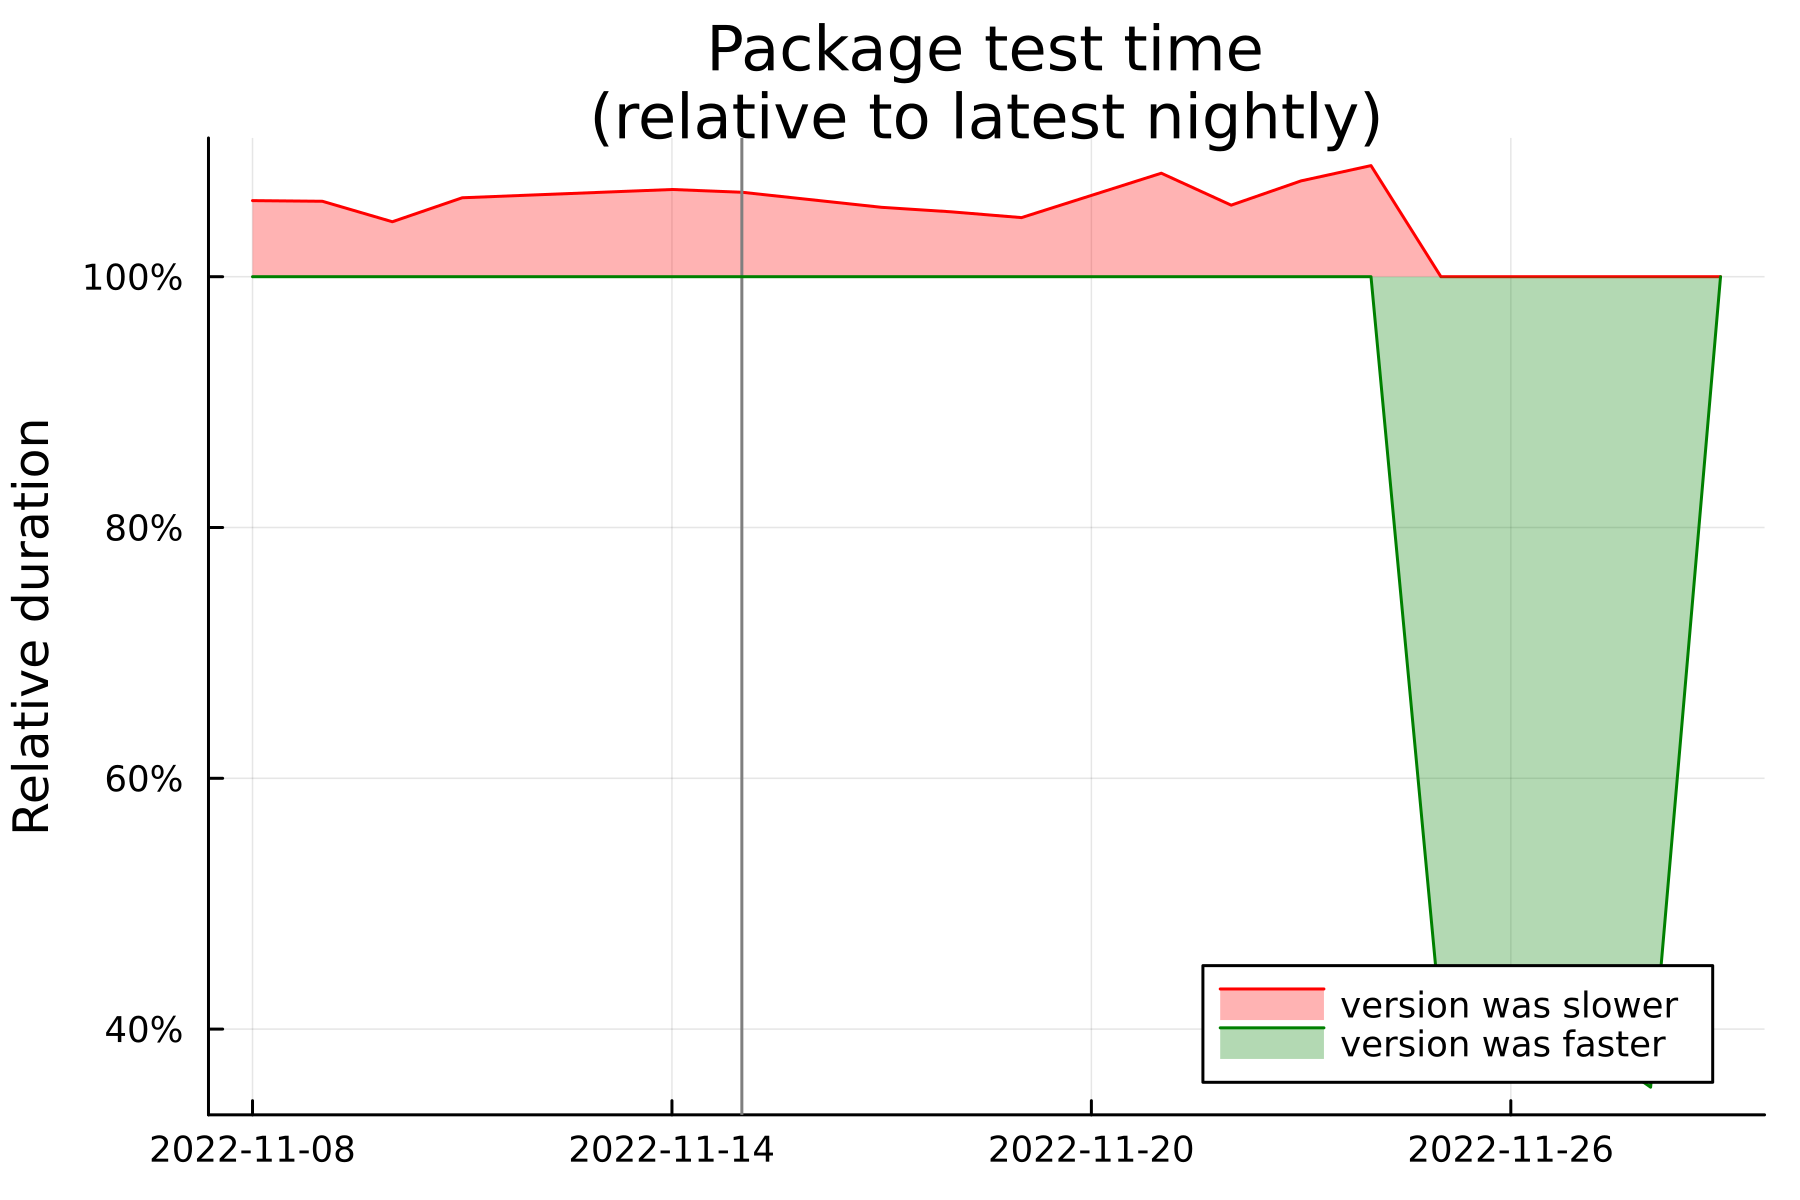 Package test time
(relative to latest nightly)
Relative duration
100%
80%
60%
40%
version was slower
version was faster
2022-11-08
2022-11-14
2022-11-20
2022-11-26